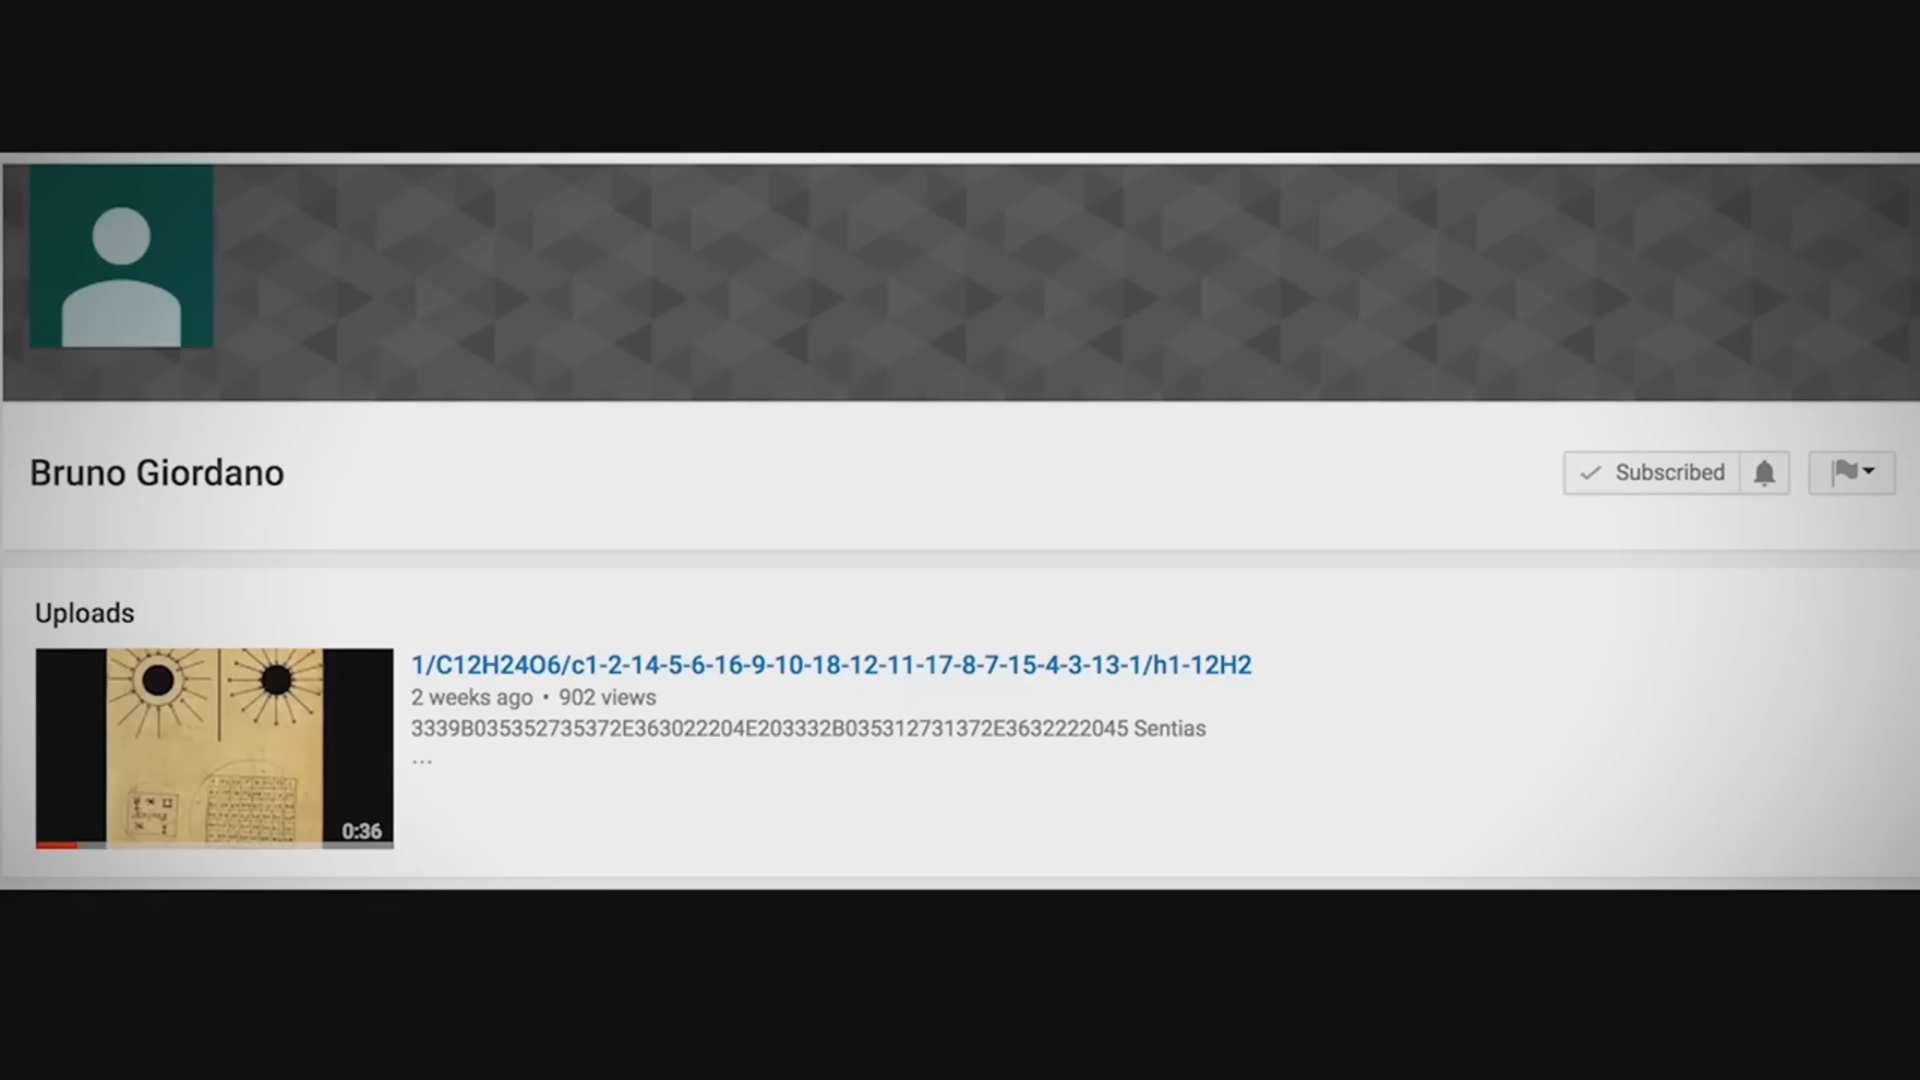 Bruno Giordano
Subscribed
Uploads
1/C12H24O6/c1-2-14-5-6-16-9-10-18-12-11-17-8-7-15-4-3-13-1/h1-12H2
2 weeks ago • 902 views
3339B035352735372E363022204E203332B035312731372E3632222045 Sentias
...
0:36